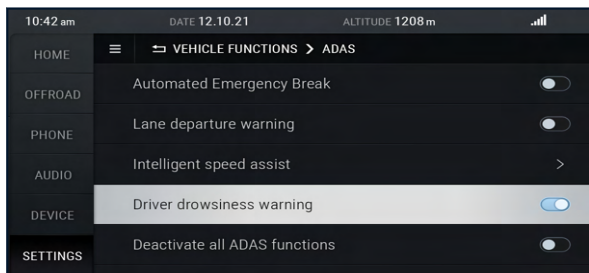 10:42 am DATE 12.10.21 ALTITUDE 1208 m
HOME
OFFROAD
PHONE
AUDIO
DEVICE
SETTINGS
VEHICLE FUNCTIONS > ADAS
Automated Emergency Break
Lane departure warning
Intelligent speed assist >
Driver drowsiness warning
Deactivate all ADAS functions